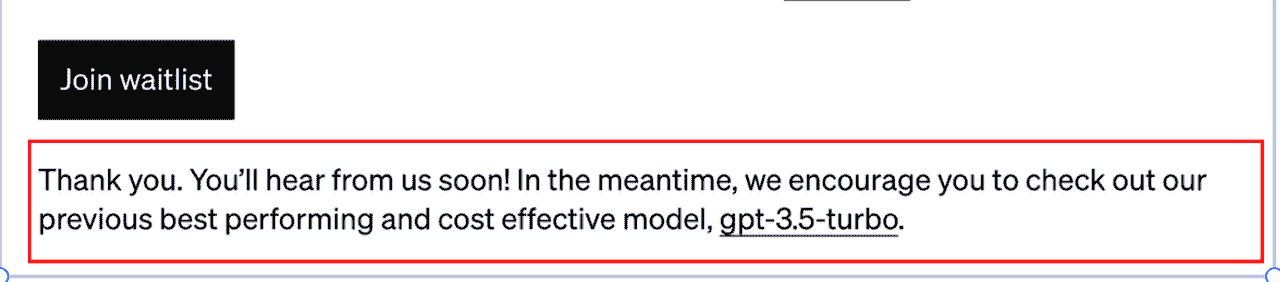 Join waitlist
Thank you. You’ll hear from us soon! In the meantime, we encourage you to check out our
previous best performing and cost effective model, gpt-3.5-turbo.